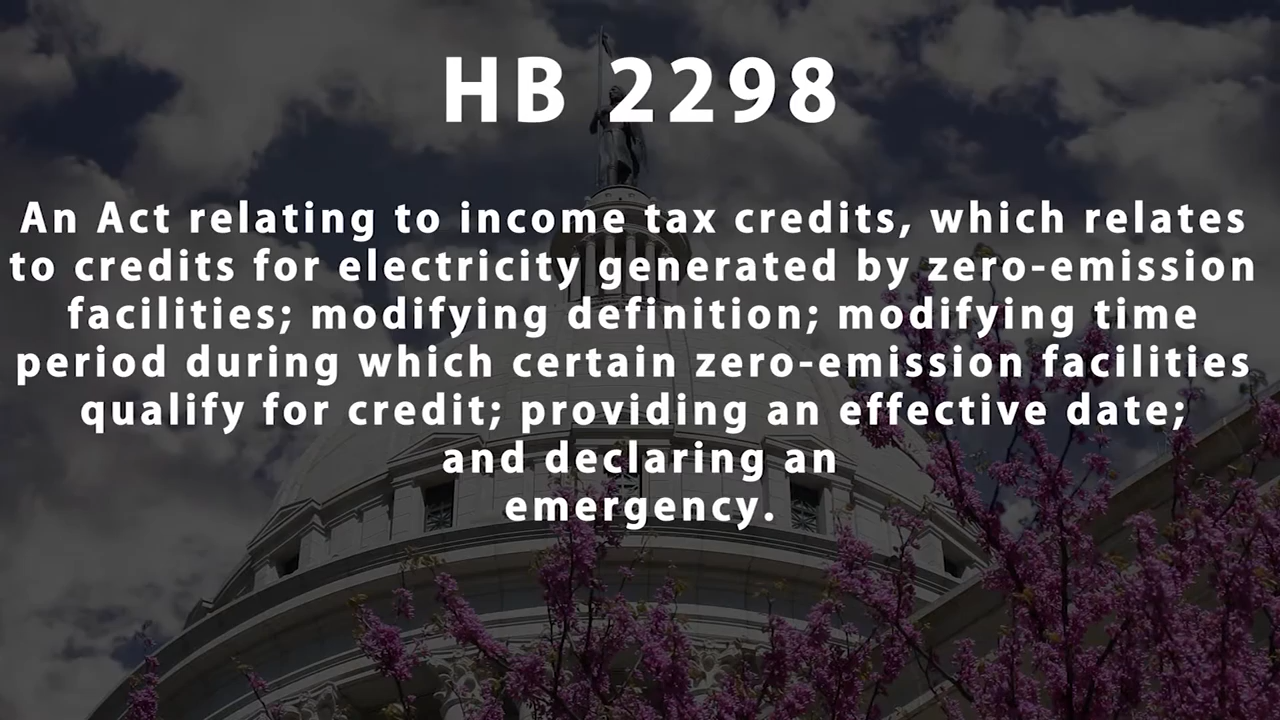 HB 2298
An Act relating to income tax credits, which relates
to credits for electricity generated by zero-emission
facilities; modifying definition; modifying time
period during which certain zero-emission facilities
qualify for credit; providing an effective date;
and declaring an
emergency.